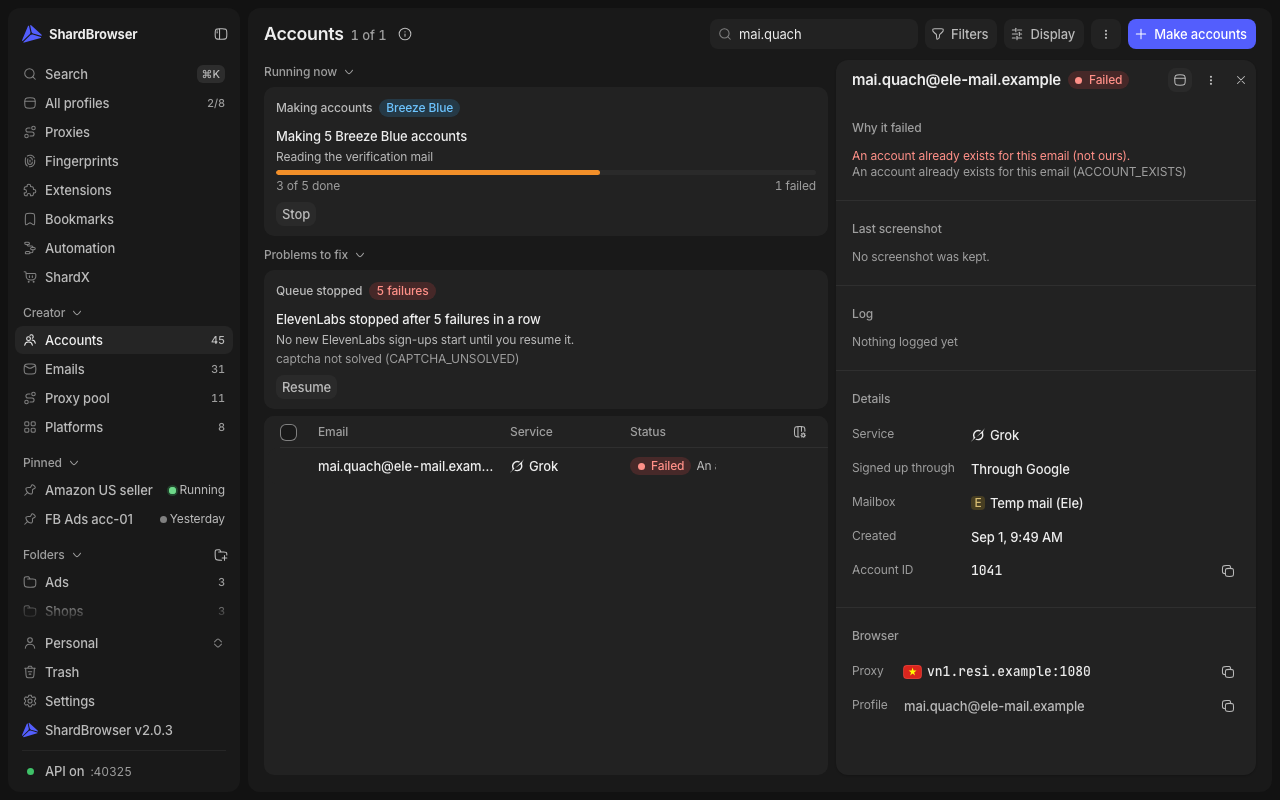 ShardBrowser
Search ⌘K
All profiles 2/8
Proxies
Fingerprints
Extensions
Bookmarks
Automation
ShardX
Creator
Accounts 45
Emails 31
Proxy pool 11
Platforms 8
Pinned
Amazon US seller Running
FB Ads acc-01 Yesterday
Folders
Ads 3
Shops 3
Personal
Trash
Settings
ShardBrowser v2.0.3
API on :40325
Accounts 1 of 1
mai.quach
Filters
Display
Make accounts
Running now
Making accounts Breeze Blue
Making 5 Breeze Blue accounts
Reading the verification mail
3 of 5 done 1 failed
Stop
Problems to fix
Queue stopped 5 failures
ElevenLabs stopped after 5 failures in a row
No new ElevenLabs sign-ups start until you resume it.
captcha not solved (CAPTCHA_UNSOLVED)
Resume
Email Service Status
mai.quach@ele-mail.exam... Grok Failed An
mai.quach@ele-mail.example Failed
Why it failed
An account already exists for this email (not ours).
An account already exists for this email (ACCOUNT_EXISTS)
Last screenshot
No screenshot was kept.
Log
Nothing logged yet
Details
Service Grok
Signed up through Through Google
Mailbox E Temp mail (Ele)
Created Sep 1, 9:49 AM
Account ID 1041
Browser
Proxy vn1.resi.example:1080
Profile mai.quach@ele-mail.example